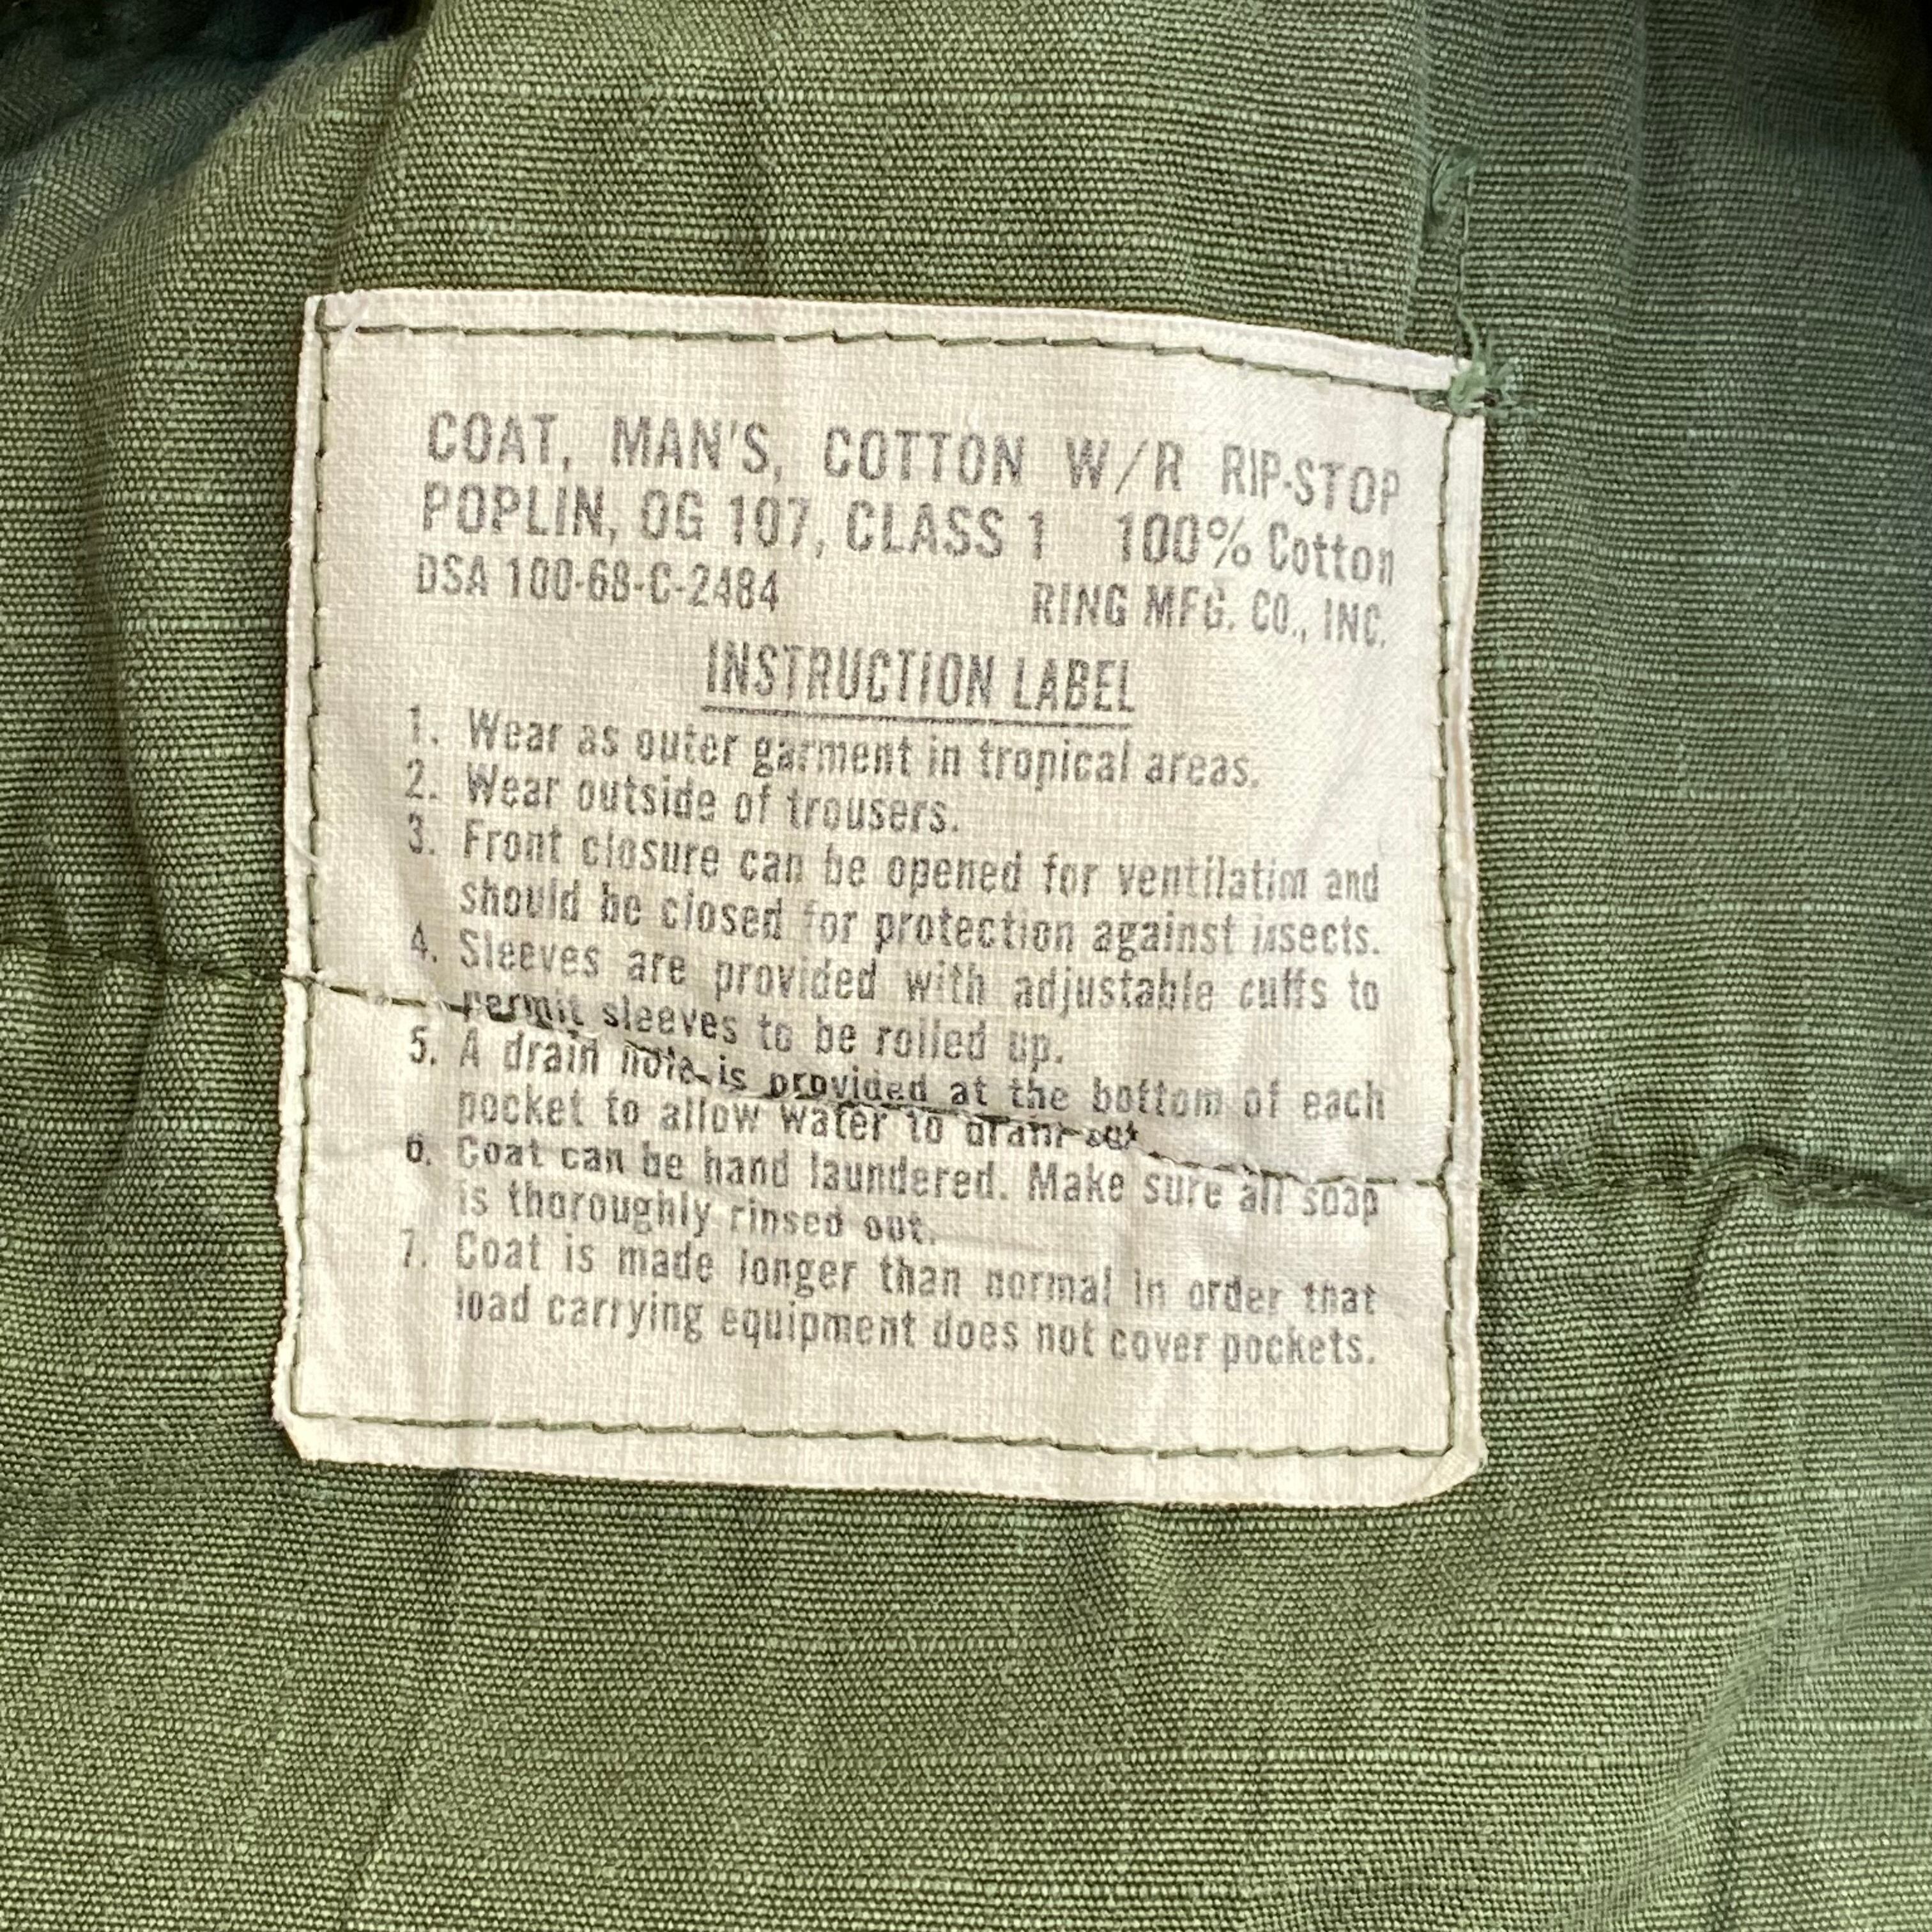 COAT, MAN'S, COTTON W/R RIP-STOP
POPLIN, OG 107, CLASS 1 100% Cotton
DSA 100-68-C-2484 RING MFG. CO., INC.
INSTRUCTION LABEL
1. Wear as outer garment in tropical areas.
2. Wear outside of trousers.
3. Front closure can be opened for ventilation and
should be closed for protection against insects.
4. Sleeves are provided with adjustable cuffs to
permit sleeves to be rolled up.
5. A drain hole is provided at the bottom of each
pocket to allow water to drain out.
6. Coat can be hand laundered. Make sure all soap
is thoroughly rinsed out.
7. Coat is made longer than normal in order that
load carrying equipment does not cover pockets.